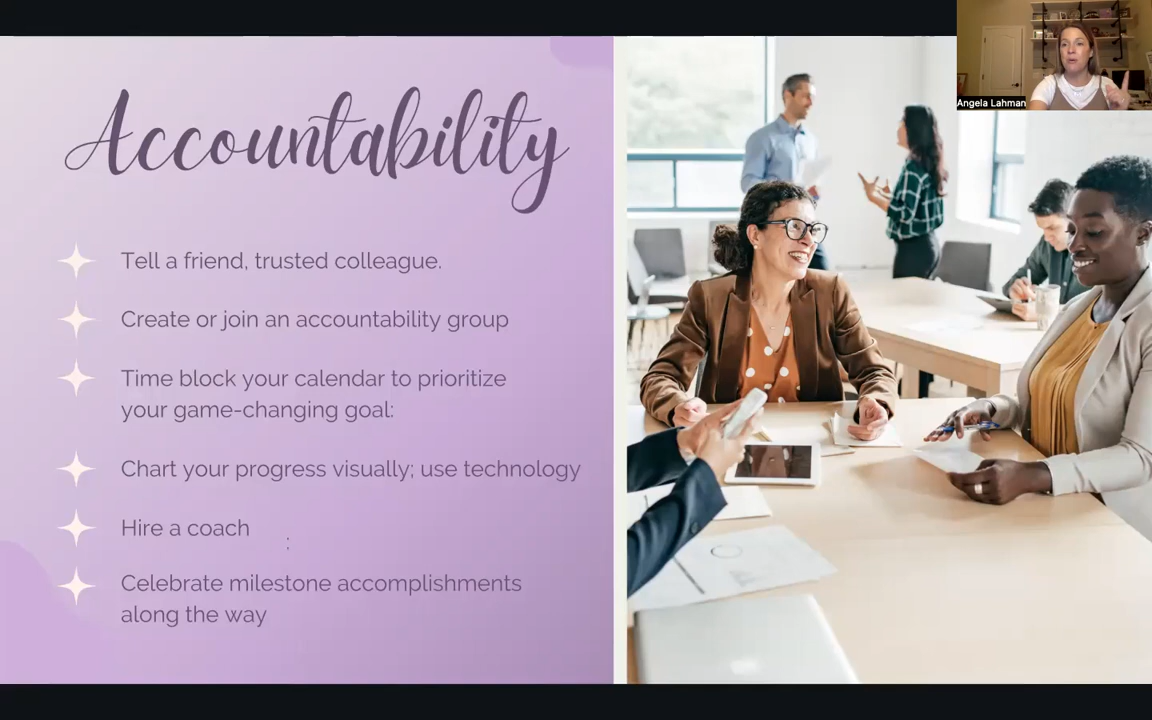 Accountability
Tell a friend, trusted colleague.
Create or join an accountability group
Time block your calendar to prioritize
your game-changing goal:
Chart your progress visually; use technology
Hire a coach
:
Celebrate milestone accomplishments
along the way
Angela Lahman